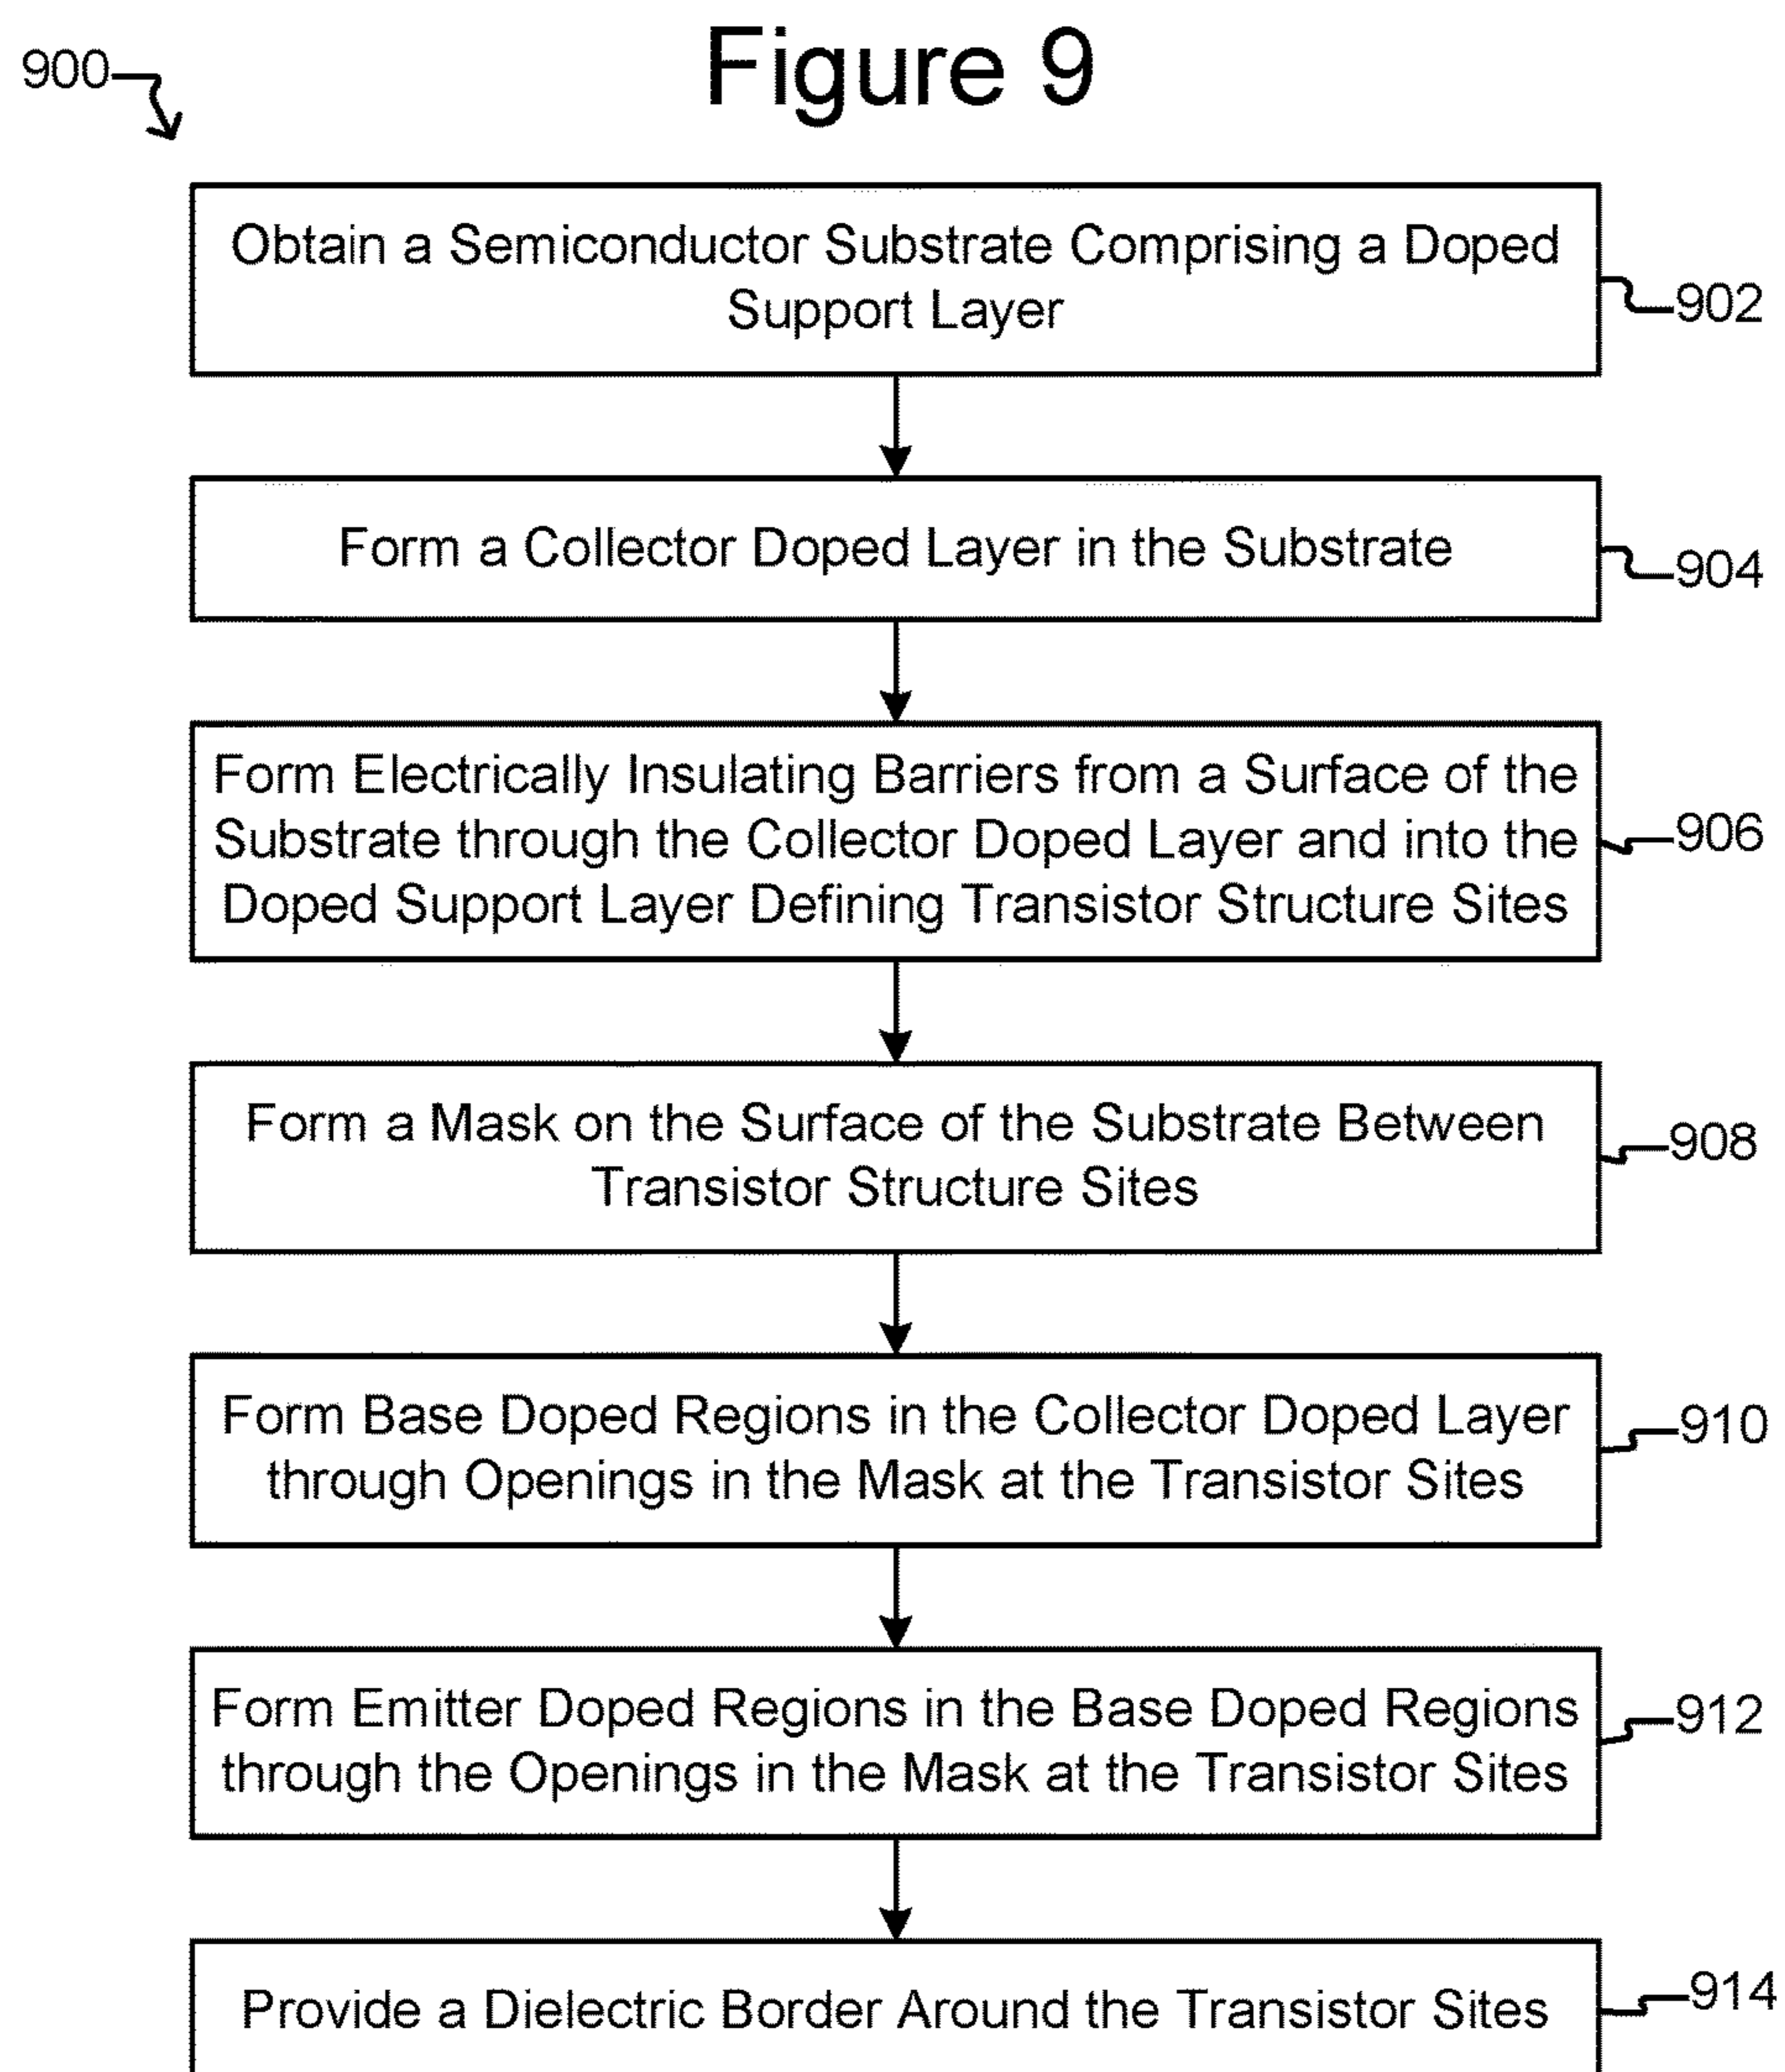 Figure 9
900
Obtain a Semiconductor Substrate Comprising a Doped
Support Layer
902
Form a Collector Doped Layer in the Substrate
904
Form Electrically Insulating Barriers from a Surface of the
Substrate through the Collector Doped Layer and into the
Doped Support Layer Defining Transistor Structure Sites
906
Form a Mask on the Surface of the Substrate Between
Transistor Structure Sites
908
Form Base Doped Regions in the Collector Doped Layer
through Openings in the Mask at the Transistor Sites
910
Form Emitter Doped Regions in the Base Doped Regions
through the Openings in the Mask at the Transistor Sites
912
Provide a Dielectric Border Around the Transistor Sites
914